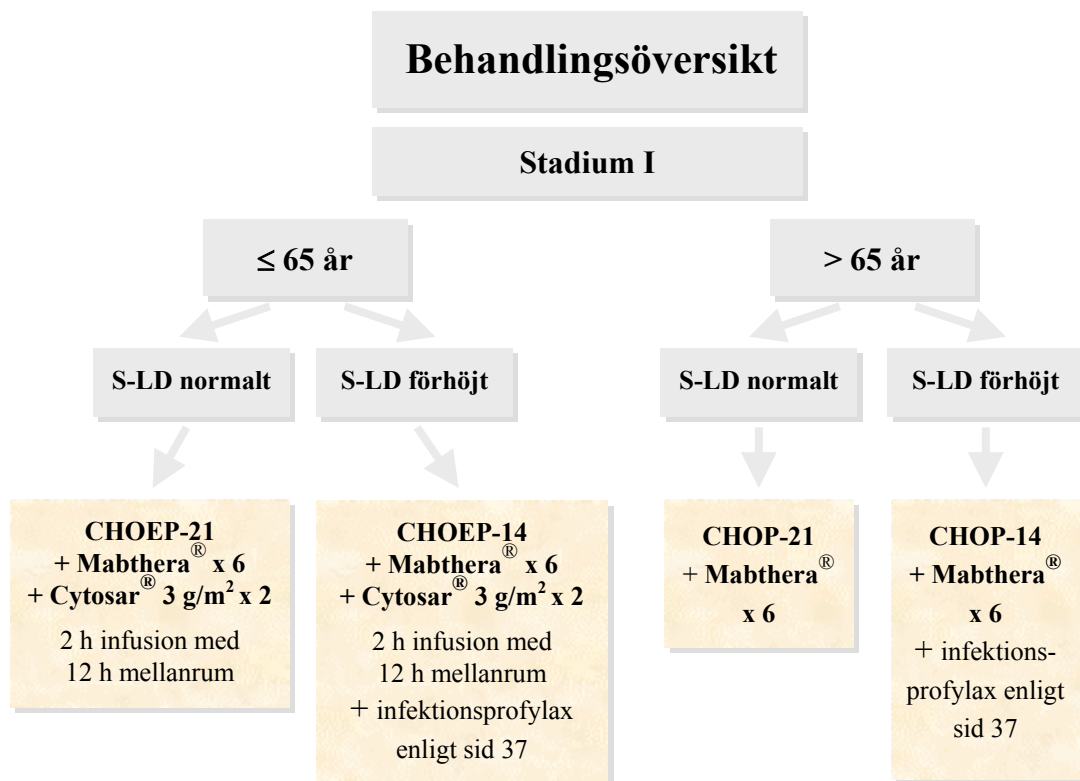 Behandlingsöversikt
Stadium I
≤ 65 år
> 65 år
S-LD normalt
S-LD förhöjt
S-LD normalt
S-LD förhöjt
CHOEP-21
+ Mabthera® x 6
+ Cytosar® 3 g/m² x 2
2 h infusion med
12 h mellanrum
CHOEP-14
+ Mabthera® x 6
+ Cytosar® 3 g/m² x 2
2 h infusion med
12 h mellanrum
+ infektionsprofylax
enligt sid 37
CHOP-21
+ Mabthera®
x 6
CHOP-14
+ Mabthera®
x 6
+ infektions-
profylax enligt
sid 37